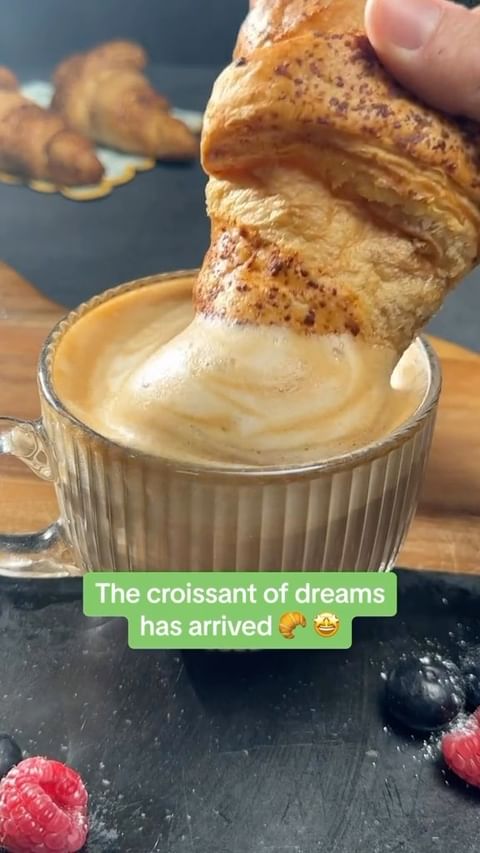 The croissant of dreams
has arrived 🥐 🤩